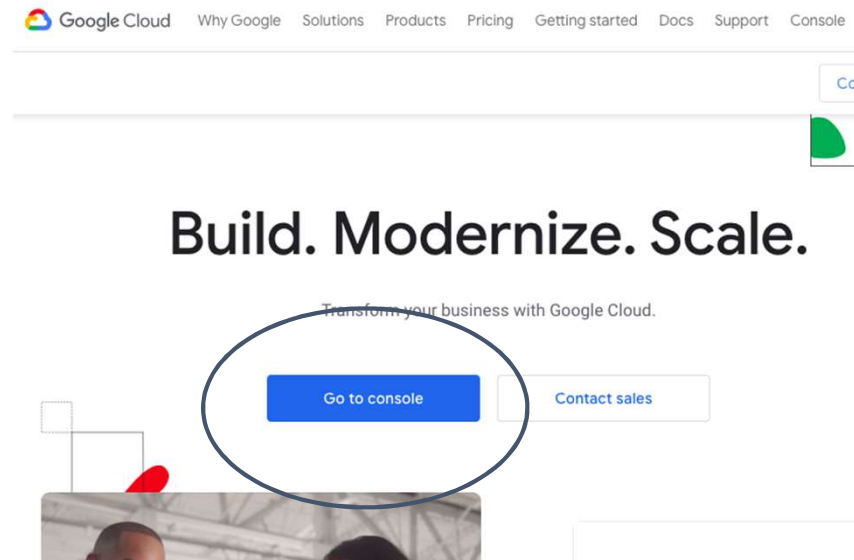 Google Cloud Why Google Solutions Products Pricing Getting started Docs Support Console
Co
Build. Modernize. Scale.
Transform your business with Google Cloud.
Go to console Contact sales